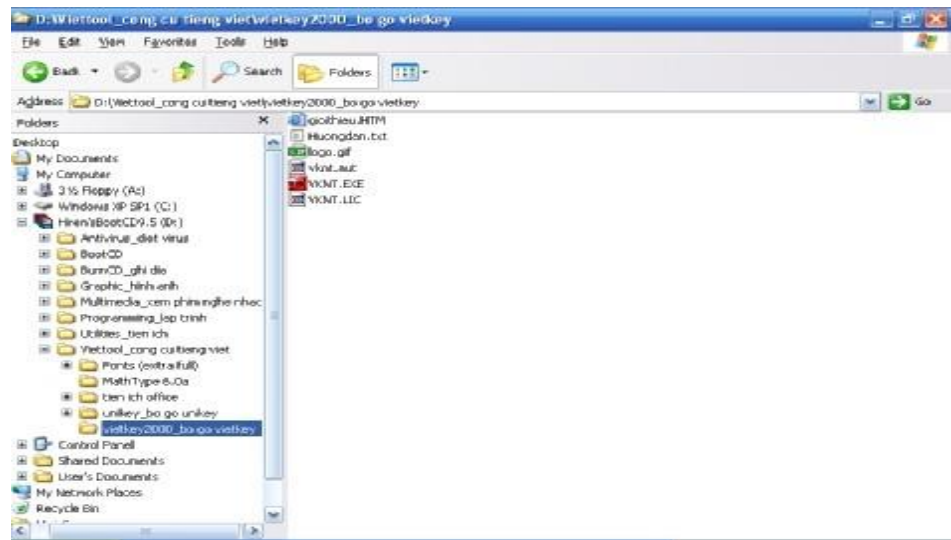 D:\Viettool_cong cu tieng viet\vietkey2000_bo go vietkey
File Edit View Favorites Tools Help
Back Search Folders
Address D:\Viettool_cong cu tieng viet\vietkey2000_bo go vietkey Go
Folders
Desktop
My Documents
My Computer
3½ Floppy (A:)
Windows XP SP1 (C:)
Hiren'sBootCD9.5 (D:)
Antivirus_diet virus
BootCD
BurnCD_ghi dia
Graphic_hinh anh
Multimedia_xem phim nghe nhac
Programming_lap trinh
Utilities_tien ich
Viettool_cong cu tieng viet
Fonts (extra full)
MathType 6.0a
tien ich office
unikey_bo go unikey
vietkey2000_bo go vietkey
Control Panel
Shared Documents
User's Documents
My Network Places
Recycle Bin
gioithieu.HTM
Huongdan.txt
logo.gif
vknt.aut
VKNT.EXE
VKNT.LIC